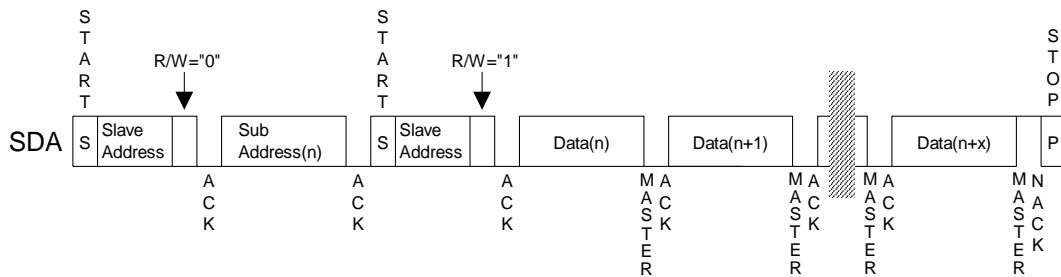 START
START
STOP
R/W="0"
R/W="1"
SDA
S
Slave
Address
Sub
Address(n)
S
Slave
Address
Data(n)
Data(n+1)
Data(n+x)
P
ACK
ACK
ACK
MASTER
ACK
MASTER
ACK
MASTER
ACK
MASTER
NACK